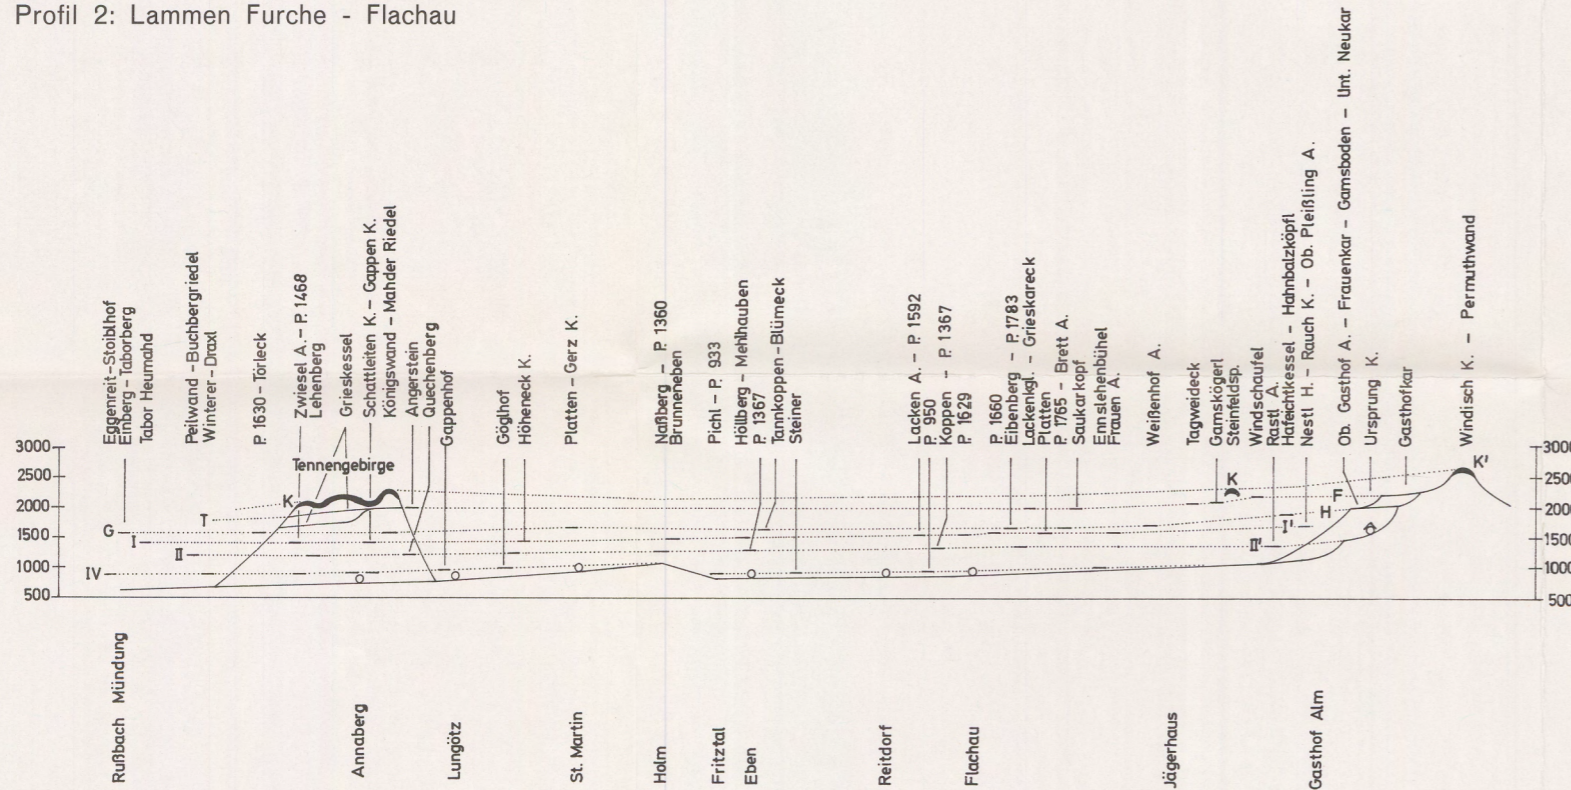 Profil 2: Lammen Furche - Flachau
Eggenreit-Stoiblhof
Einberg-Taborberg
Tabor Heumahd
Peilwand-Buchbergriedel
Winterer-Draxl
P. 1630-Törleck
Zwiesel A.-P. 1468
Lehenberg
Grieskessel
Schattleiten K.-Gappen K.
Königswand-Mahder Riedel
Angerstein
Quechenberg
Gappenhof
Göglhof
Höheneck K.
Platten-Gerz K.
Naßberg - P. 1360
Brunnneben
Pichl-P. 933
Höllberg-Mehlhauben
P. 1367
Tannkoppen-Blümeck
Steiner
Lacken A.-P. 1592
P. 950
Koppen - P. 1367
P. 1629
P. 1660
Eibenberg-P. 1783
Lackenkgl.-Grieskareck
Platten
P. 1765-Brett A.
Saukarkopf
Ennslehenbühel
Frauen A.
Weißenhof A.
Tagweideck
Gamskögerl
Steinfeldsp.
Windschaufel
Rastl A.
Hafeichtkessel-Hahnbalzköpfl
Nestl H.-Rauch K.-Ob. Pleißling A.
Ob. Gasthof A.-Frauenkar-Gamsboden-Unt. Neukar
Ursprung K.
Gasthofkar
Windisch K.-Permuthwand
3000
2500
2000
1500
1000
500
Tennengebirge
K
T
G
I
II
IV
K
F
H
I'
II'
K'
3000
2500
2000
1500
1000
500
Rußbach Mündung
Annaberg
Lungötz
St. Martin
Holm
Fritztal
Eben
Reitdorf
Flachau
Jägerhaus
Gasthof Alm